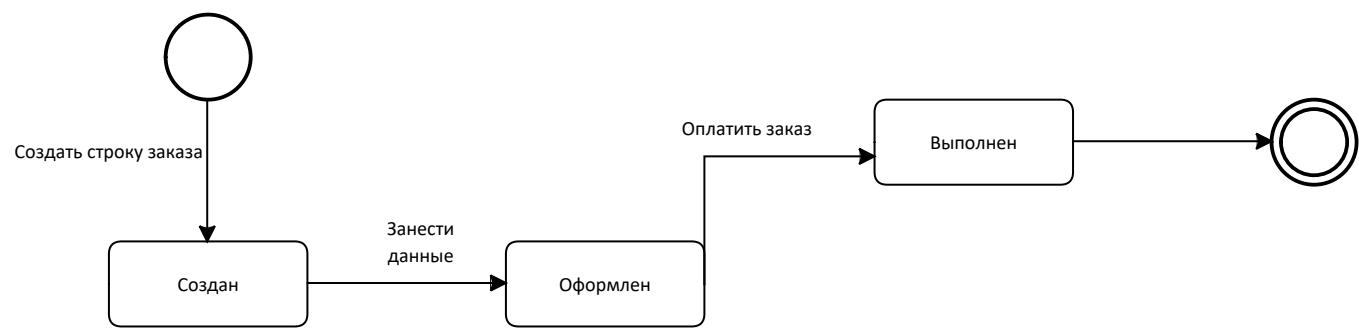 Создать строку заказа
Создан
Занести
данные
Оформлен
Оплатить заказ
Выполнен